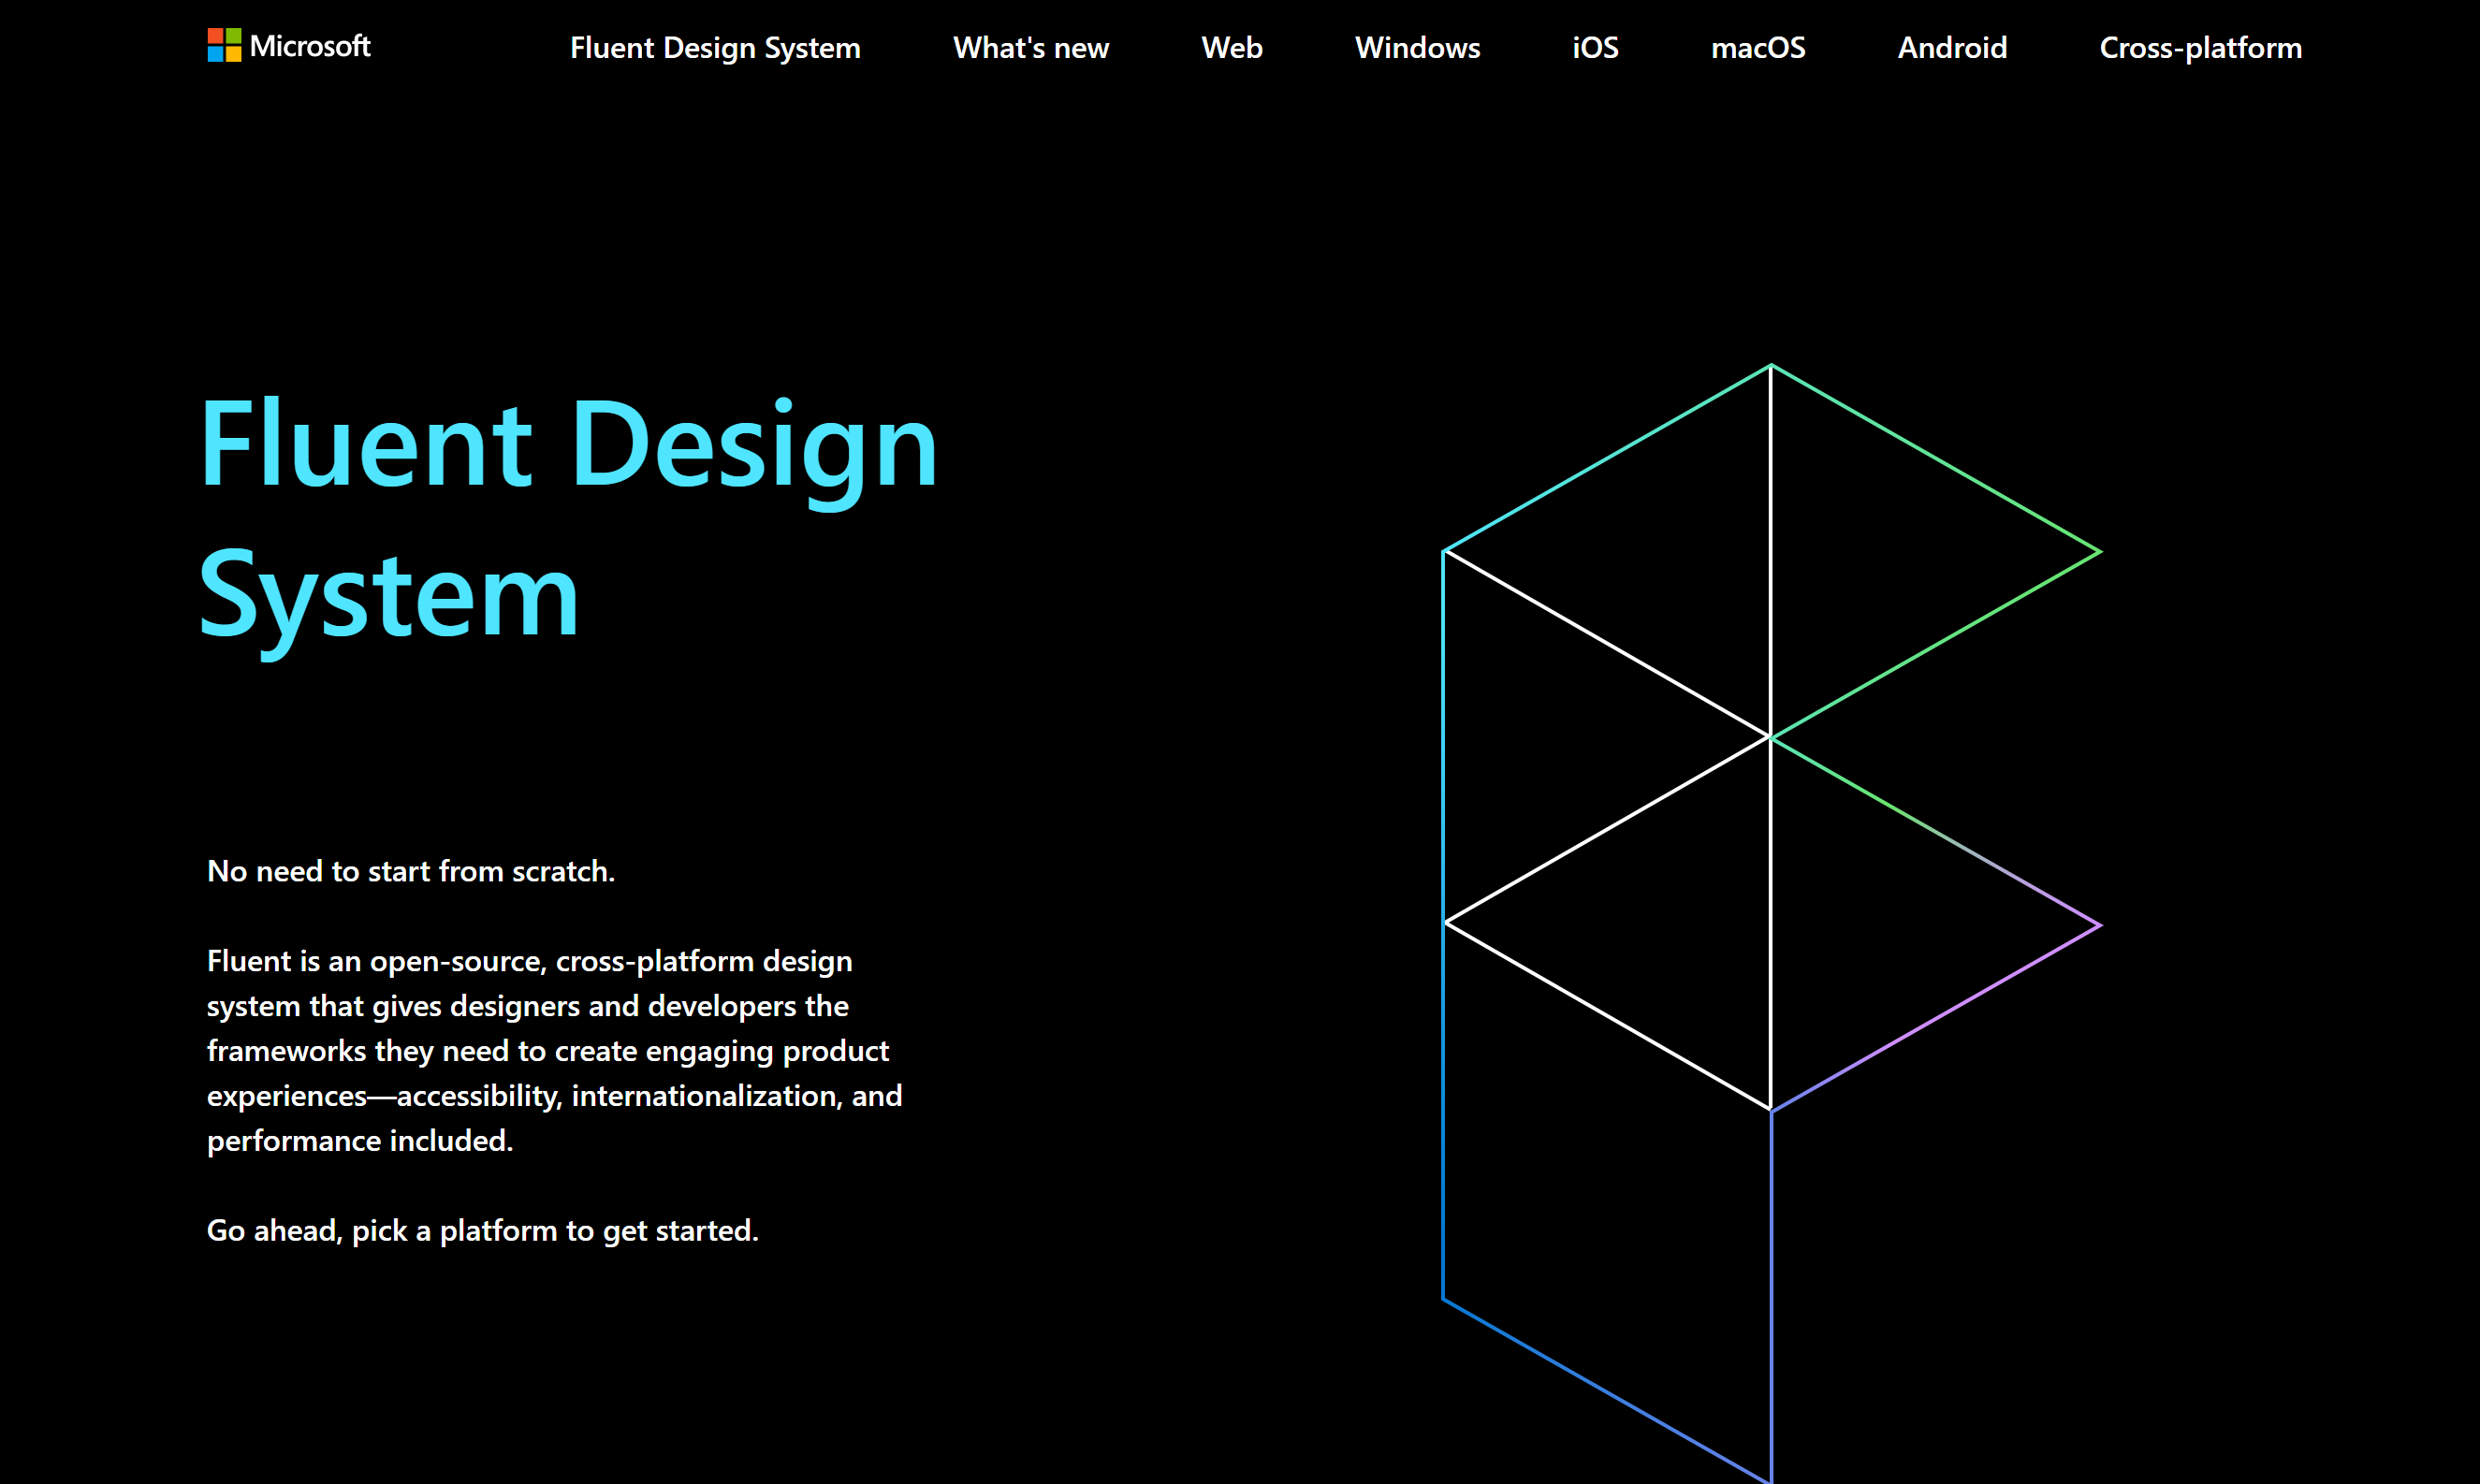 Microsoft
Fluent Design System
What's new
Web
Windows
iOS
macOS
Android
Cross-platform
Fluent Design
System
No need to start from scratch.
Fluent is an open-source, cross-platform design
system that gives designers and developers the
frameworks they need to create engaging product
experiences—accessibility, internationalization, and
performance included.
Go ahead, pick a platform to get started.